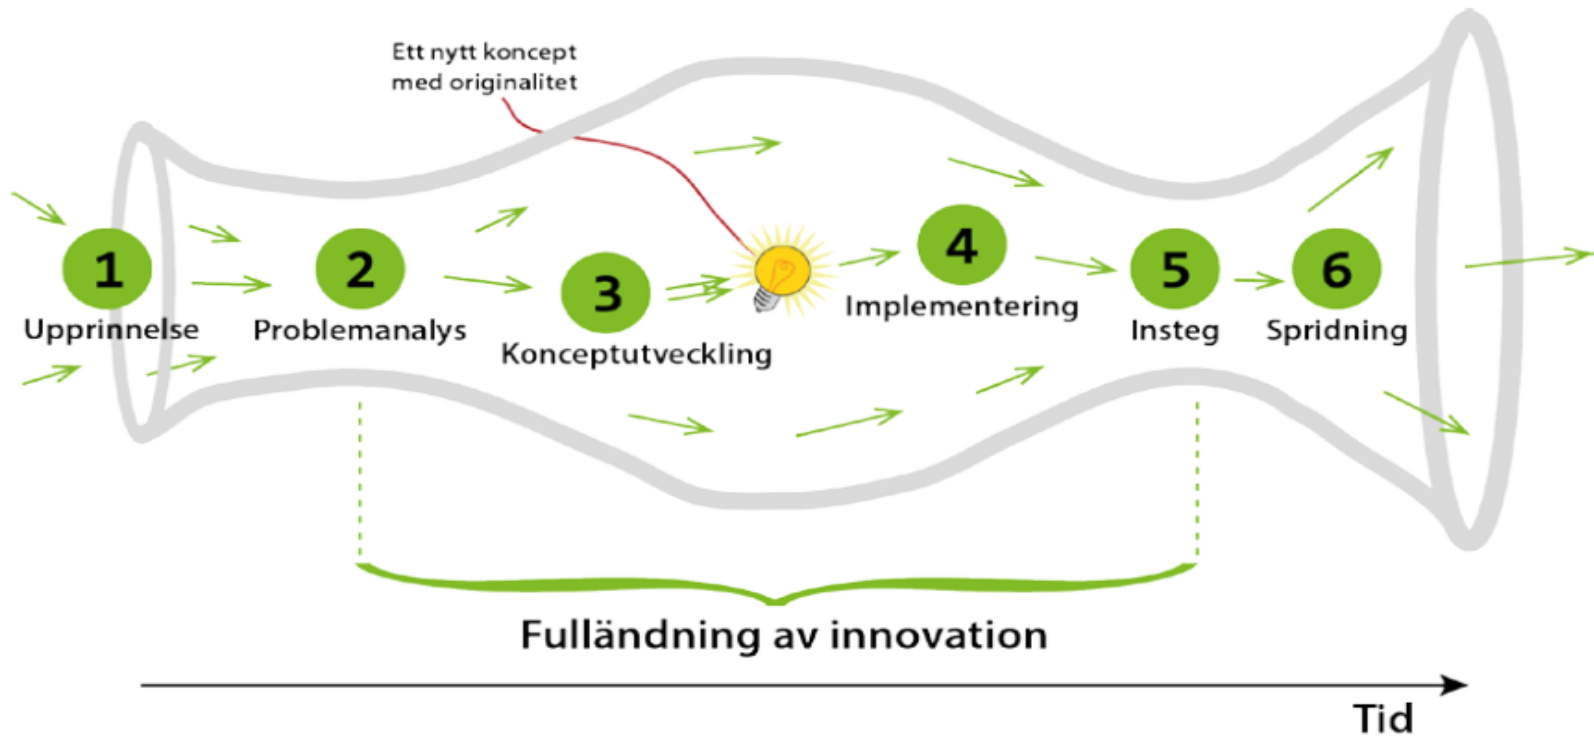 Ett nytt koncept
med originalitet
1
Upprinnelse
2
Problemanalys
3
Konceptutveckling
4
Implementering
5
Insteg
6
Spridning
Fulländning av innovation
Tid